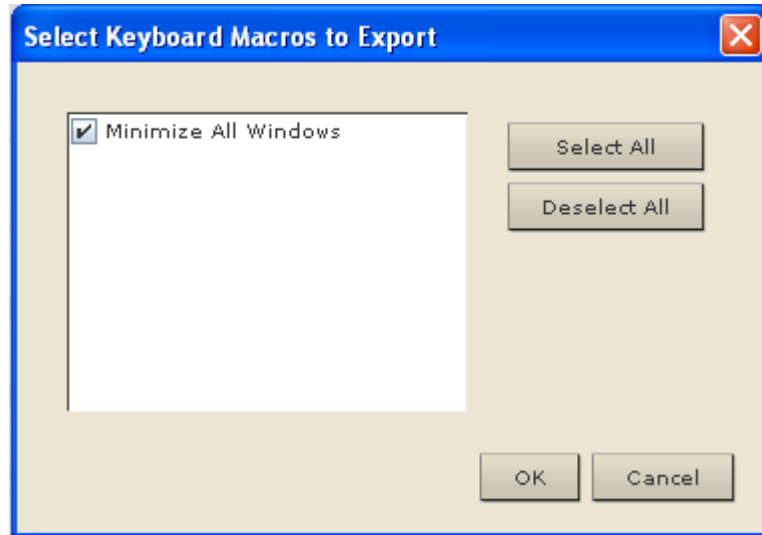 Select Keyboard Macros to Export
Minimize All Windows
Select All
Deselect All
OK
Cancel